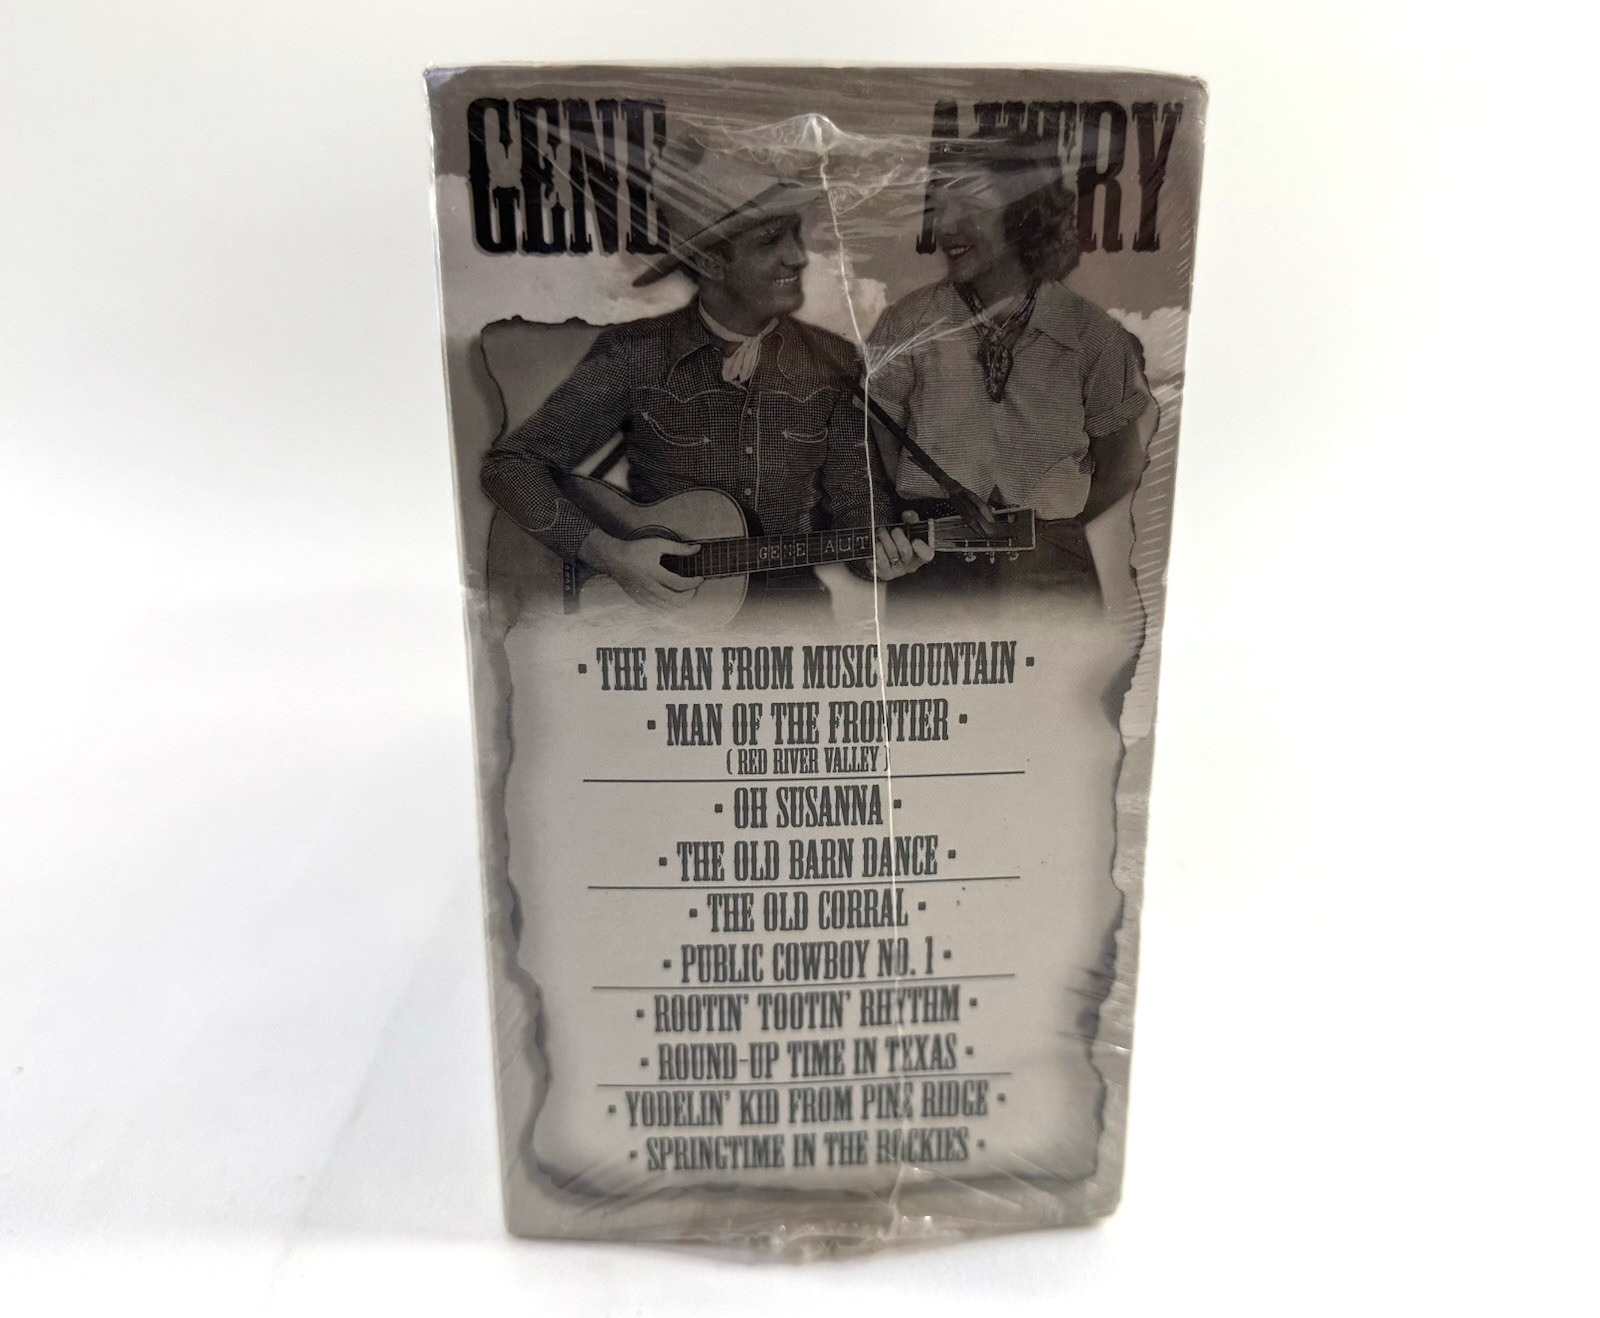 GENE AUTRY
GENE AUT
· THE MAN FROM MUSIC MOUNTAIN ·
· MAN OF THE FRONTIER ·
( RED RIVER VALLEY )
· OH SUSANNA ·
· THE OLD BARN DANCE ·
· THE OLD CORRAL ·
· PUBLIC COWBOY NO. 1 ·
· ROOTIN' TOOTIN' RHYTHM ·
· ROUND-UP TIME IN TEXAS ·
· YODELIN' KID FROM PINE RIDGE ·
· SPRINGTIME IN THE ROCKIES ·